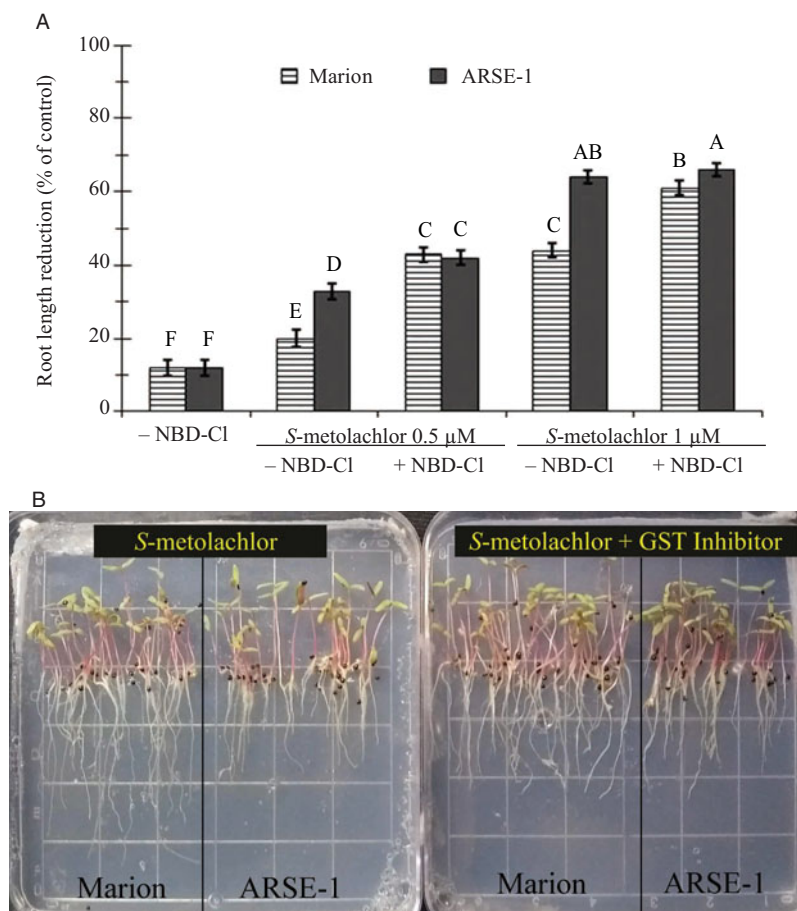 A
Root length reduction (% of control)
100
80
60
40
20
0
Marion
ARSE-1
F
F
E
D
C
C
C
AB
B
A
– NBD-Cl
S-metolachlor 0.5 µM
– NBD-Cl
+ NBD-Cl
S-metolachlor 1 µM
– NBD-Cl
+ NBD-Cl
B
S-metolachlor
Marion
ARSE-1
S-metolachlor + GST Inhibitor
Marion
ARSE-1